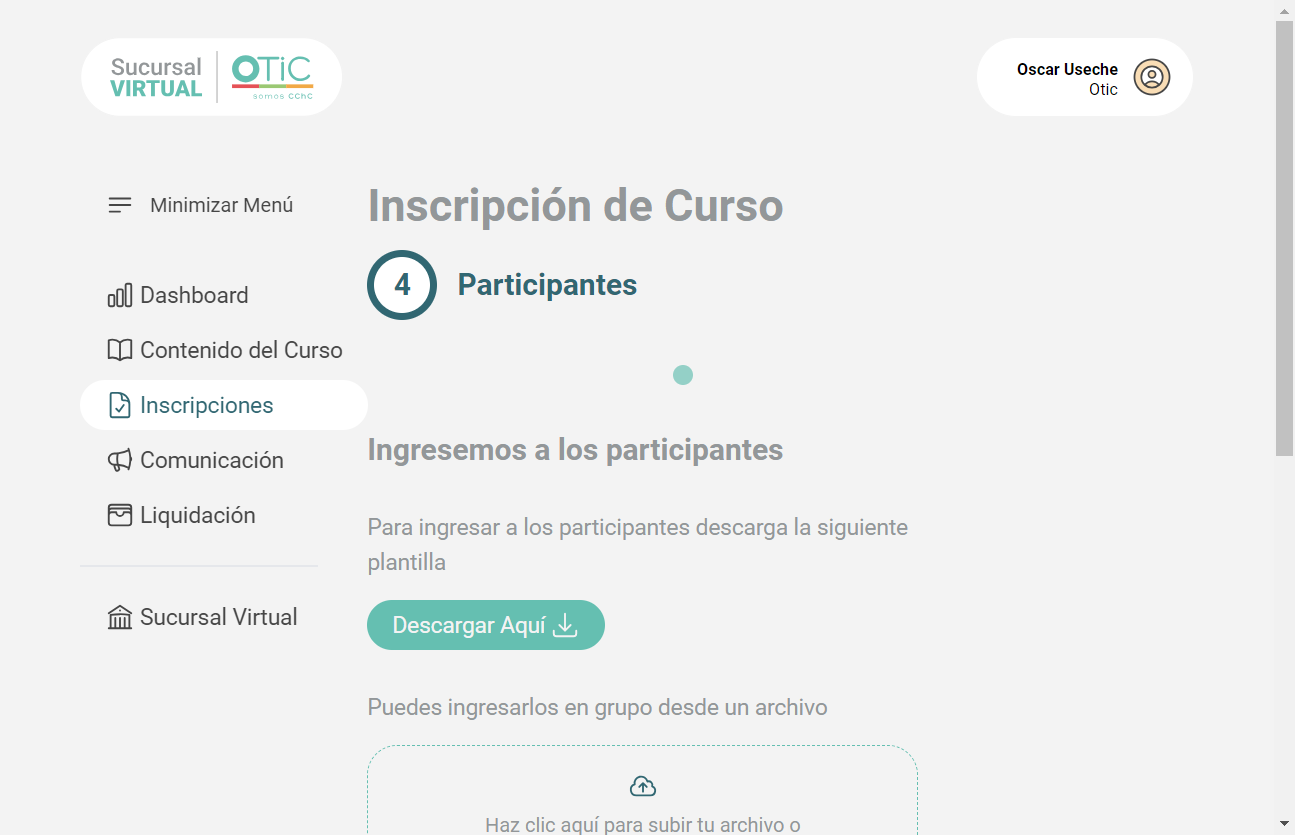 Sucursal
VIRTUAL
OTiC
somos CChC
Oscar Useche
Otic
Minimizar Menú
Inscripción de Curso
4
Participantes
Dashboard
Contenido del Curso
Inscripciones
Comunicación
Liquidación
Sucursal Virtual
Ingresemos a los participantes
Para ingresar a los participantes descarga la siguiente
plantilla
Descargar Aquí
Puedes ingresarlos en grupo desde un archivo
Haz clic aquí para subir tu archivo o